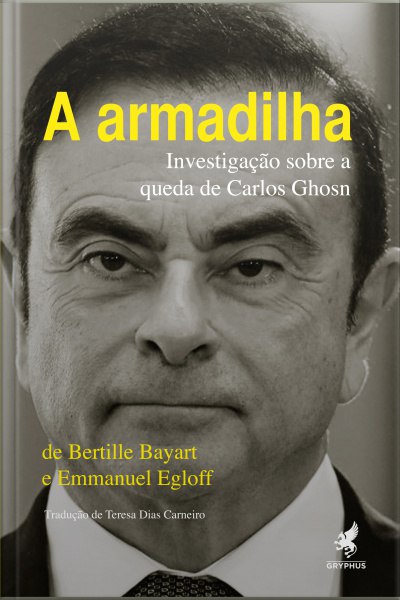 A armadilha
Investigação sobre a
queda de Carlos Ghosn
de Bertille Bayart
e Emmanuel Egloff
Tradução de Teresa Dias Carneiro
GRYPHUS